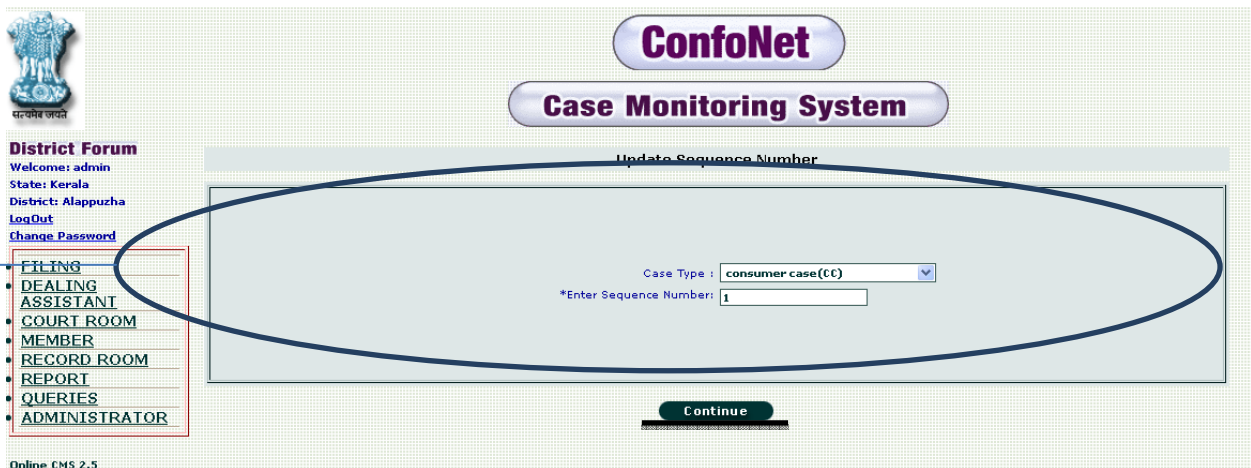 ConfoNet
Case Monitoring System
सत्यमेव जयते
District Forum
Welcome: admin
State: Kerala
District: Alappuzha
LogOut
Change Password
FILING
DEALING
ASSISTANT
COURT ROOM
MEMBER
RECORD ROOM
REPORT
QUERIES
ADMINISTRATOR
Online CMS 2.5
Update Sequence Number
Case Type : consumer case(CC)
*Enter Sequence Number: 1
Continue